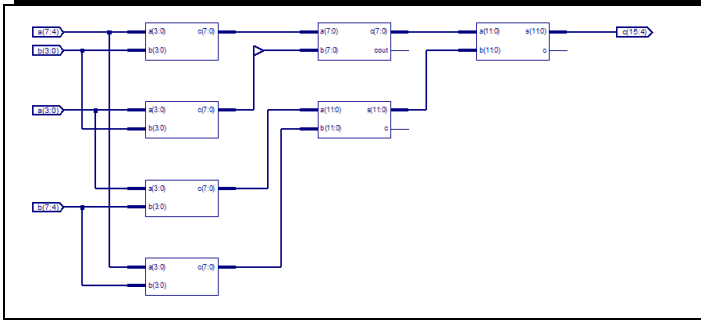 a(7:4)
b(3:0)
a(3:0)
b(7:4)
a(3:0) c(7:0)
b(3:0)
a(3:0) c(7:0)
b(3:0)
a(3:0) c(7:0)
b(3:0)
a(3:0) c(7:0)
b(3:0)
a(7:0) c(7:0)
b(7:0) cout
a(11:0) s(11:0)
b(11:0) c
a(11:0) s(11:0)
b(11:0) c
c(15:4)